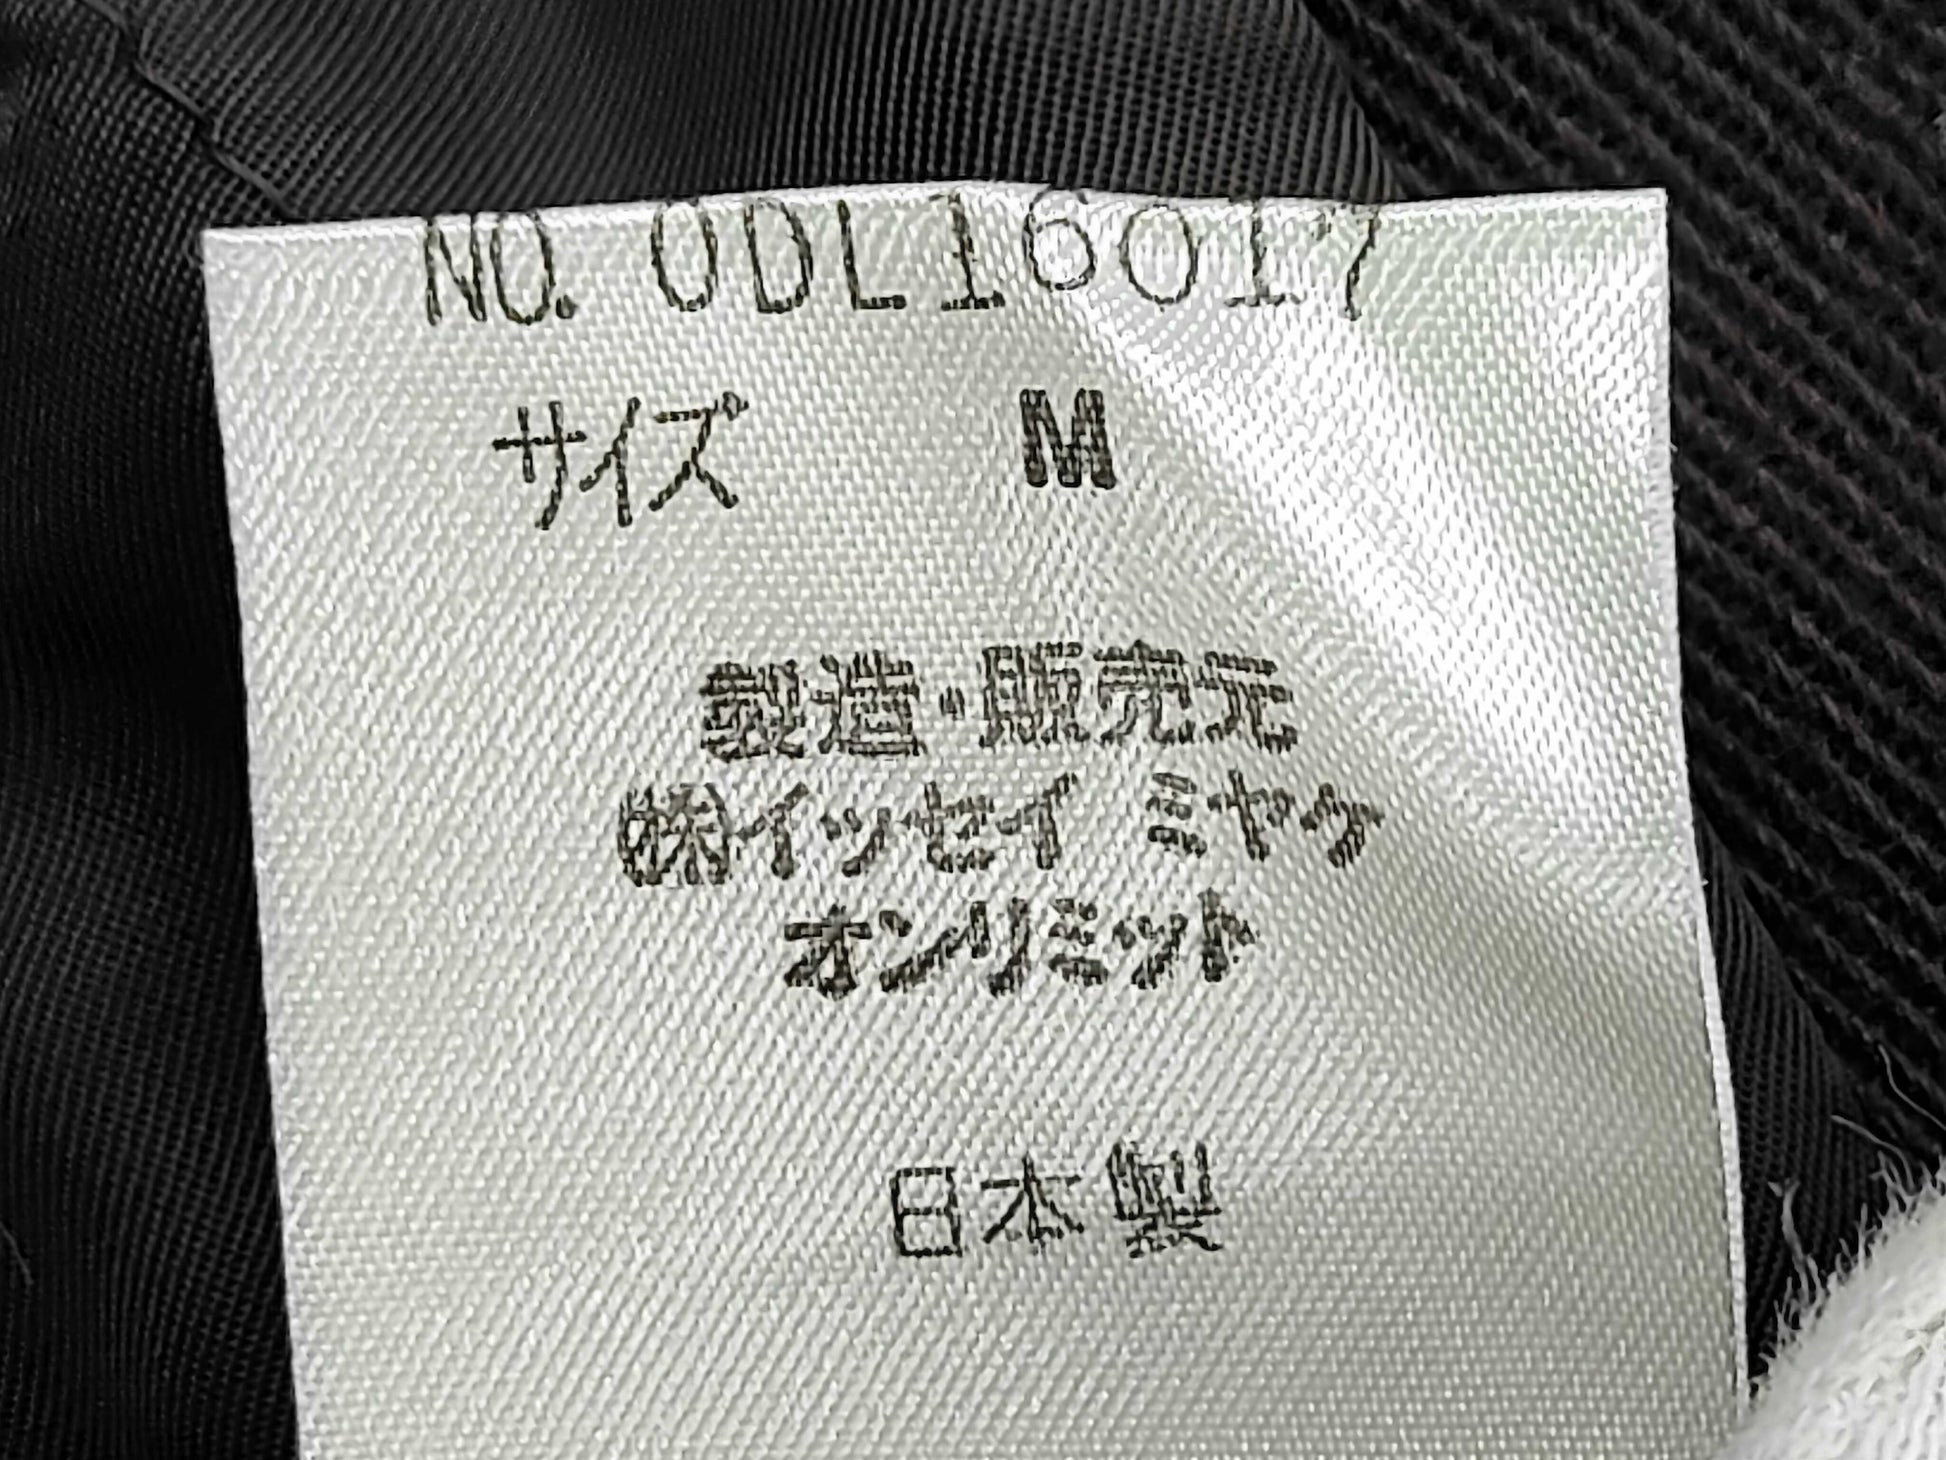 NO. ODL16017
サイズ M
製造・販売元
㈱イッセイ ミヤケ
オンリミット
日本製